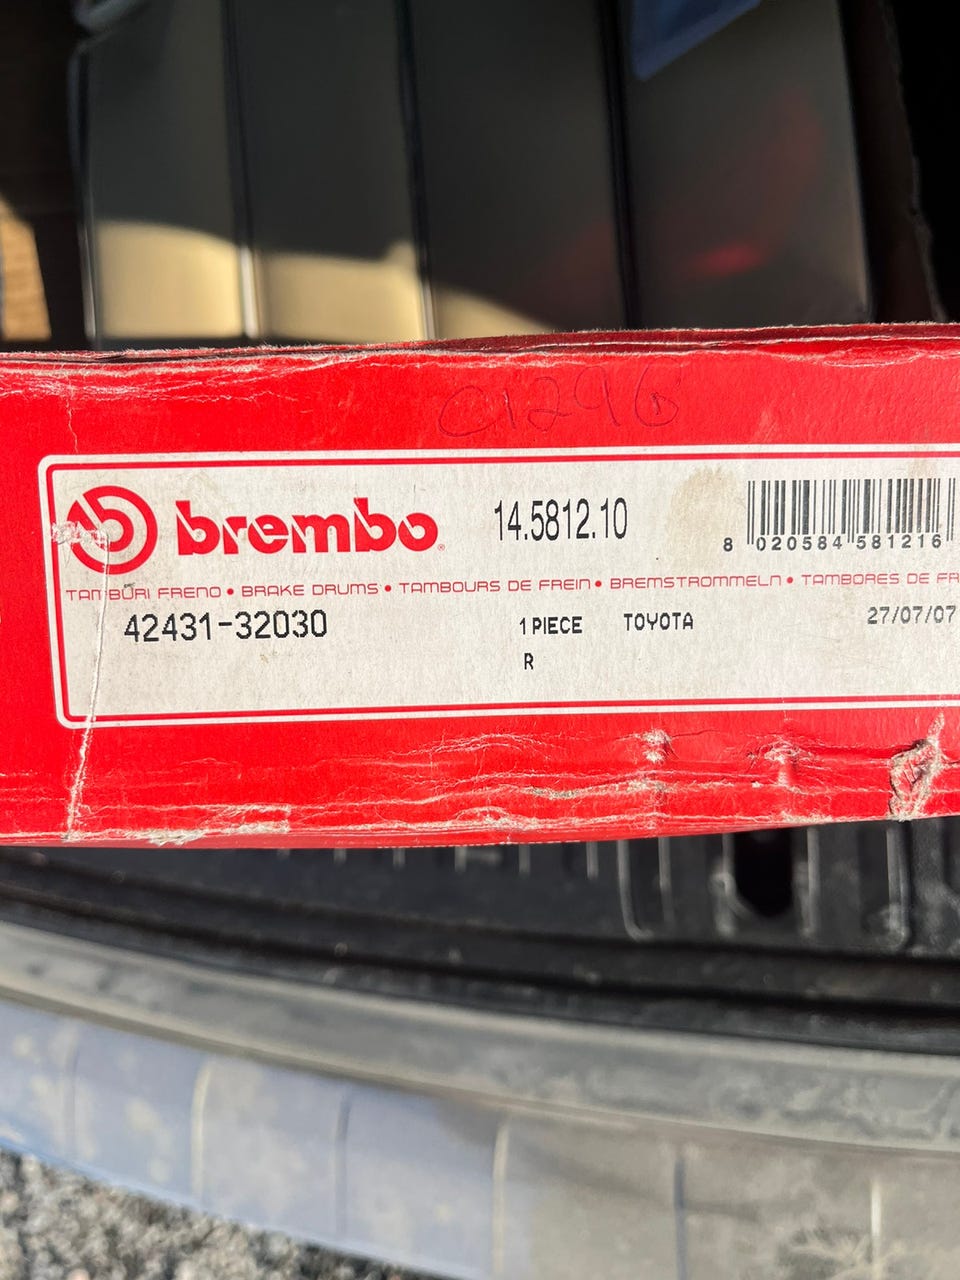 C1296
brembo 14.5812.10
8 020584 581216
TAMBURI FRENO • BRAKE DRUMS • TAMBOURS DE FREIN • BREMSTROMMELN • TAMBORES DE FR
42431-32030 1 PIECE TOYOTA 27/07/07
R